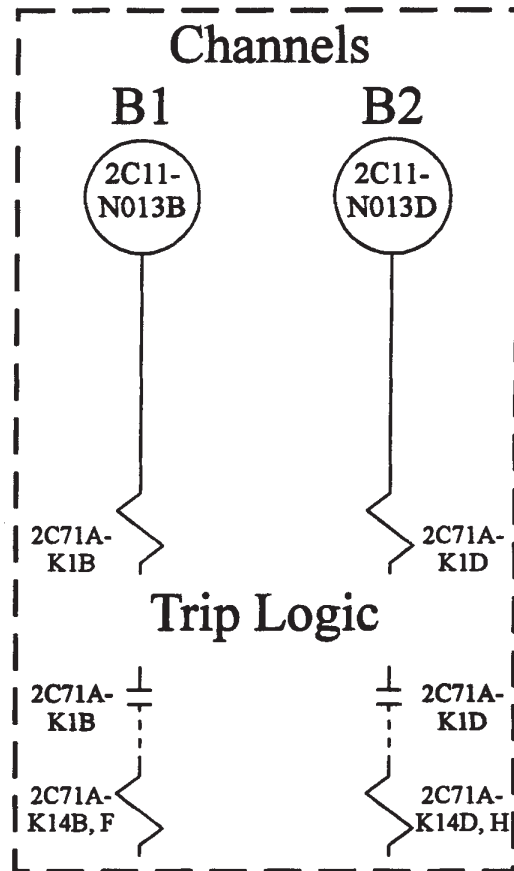 Channels
B1 B2
2C11-
N013B
2C11-
N013D
2C71A-
K1B
2C71A-
K1D
Trip Logic
2C71A-
K1B
2C71A-
K1D
2C71A-
K14B, F
2C71A-
K14D, H